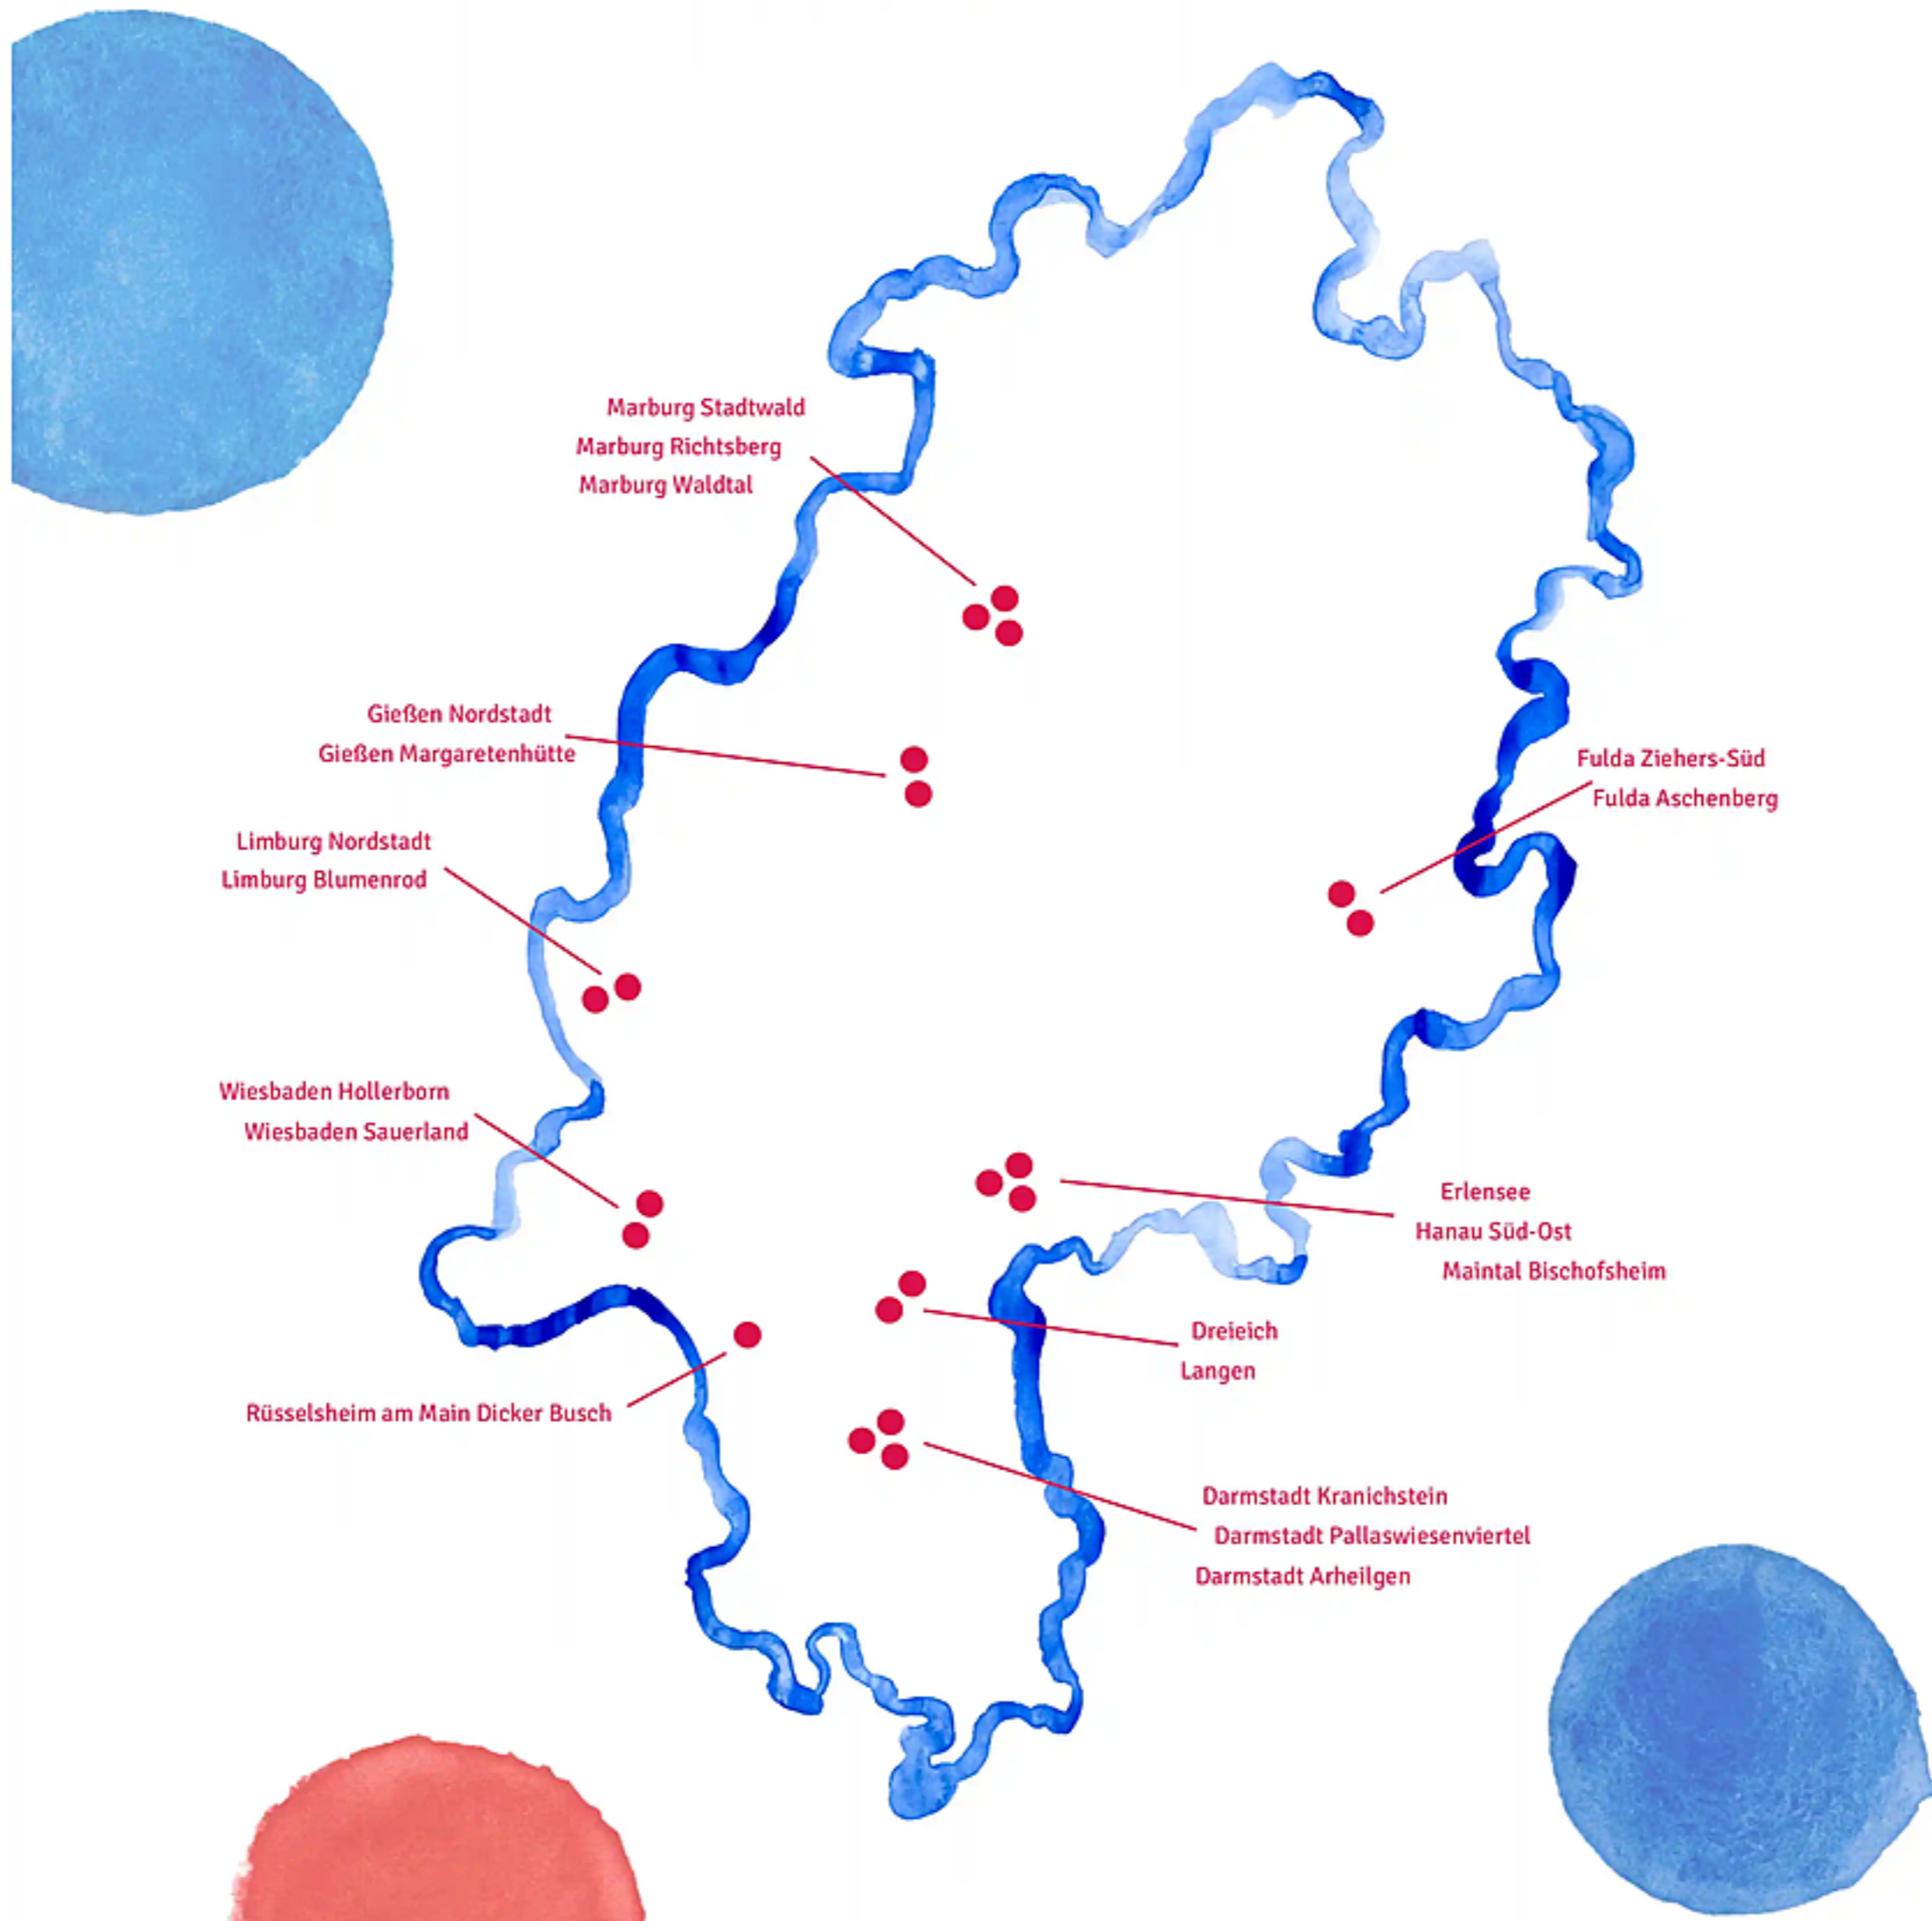 Marburg Stadtwald
Marburg Richtsberg
Marburg Waldtal
Gießen Nordstadt
Gießen Margaretenhütte
Fulda Ziehers-Süd
Fulda Aschenberg
Limburg Nordstadt
Limburg Blumenrod
Wiesbaden Hollerborn
Wiesbaden Sauerland
Erlensee
Hanau Süd-Ost
Maintal Bischofsheim
Dreieich
Langen
Rüsselsheim am Main Dicker Busch
Darmstadt Kranichstein
Darmstadt Pallaswiesenviertel
Darmstadt Arheilgen